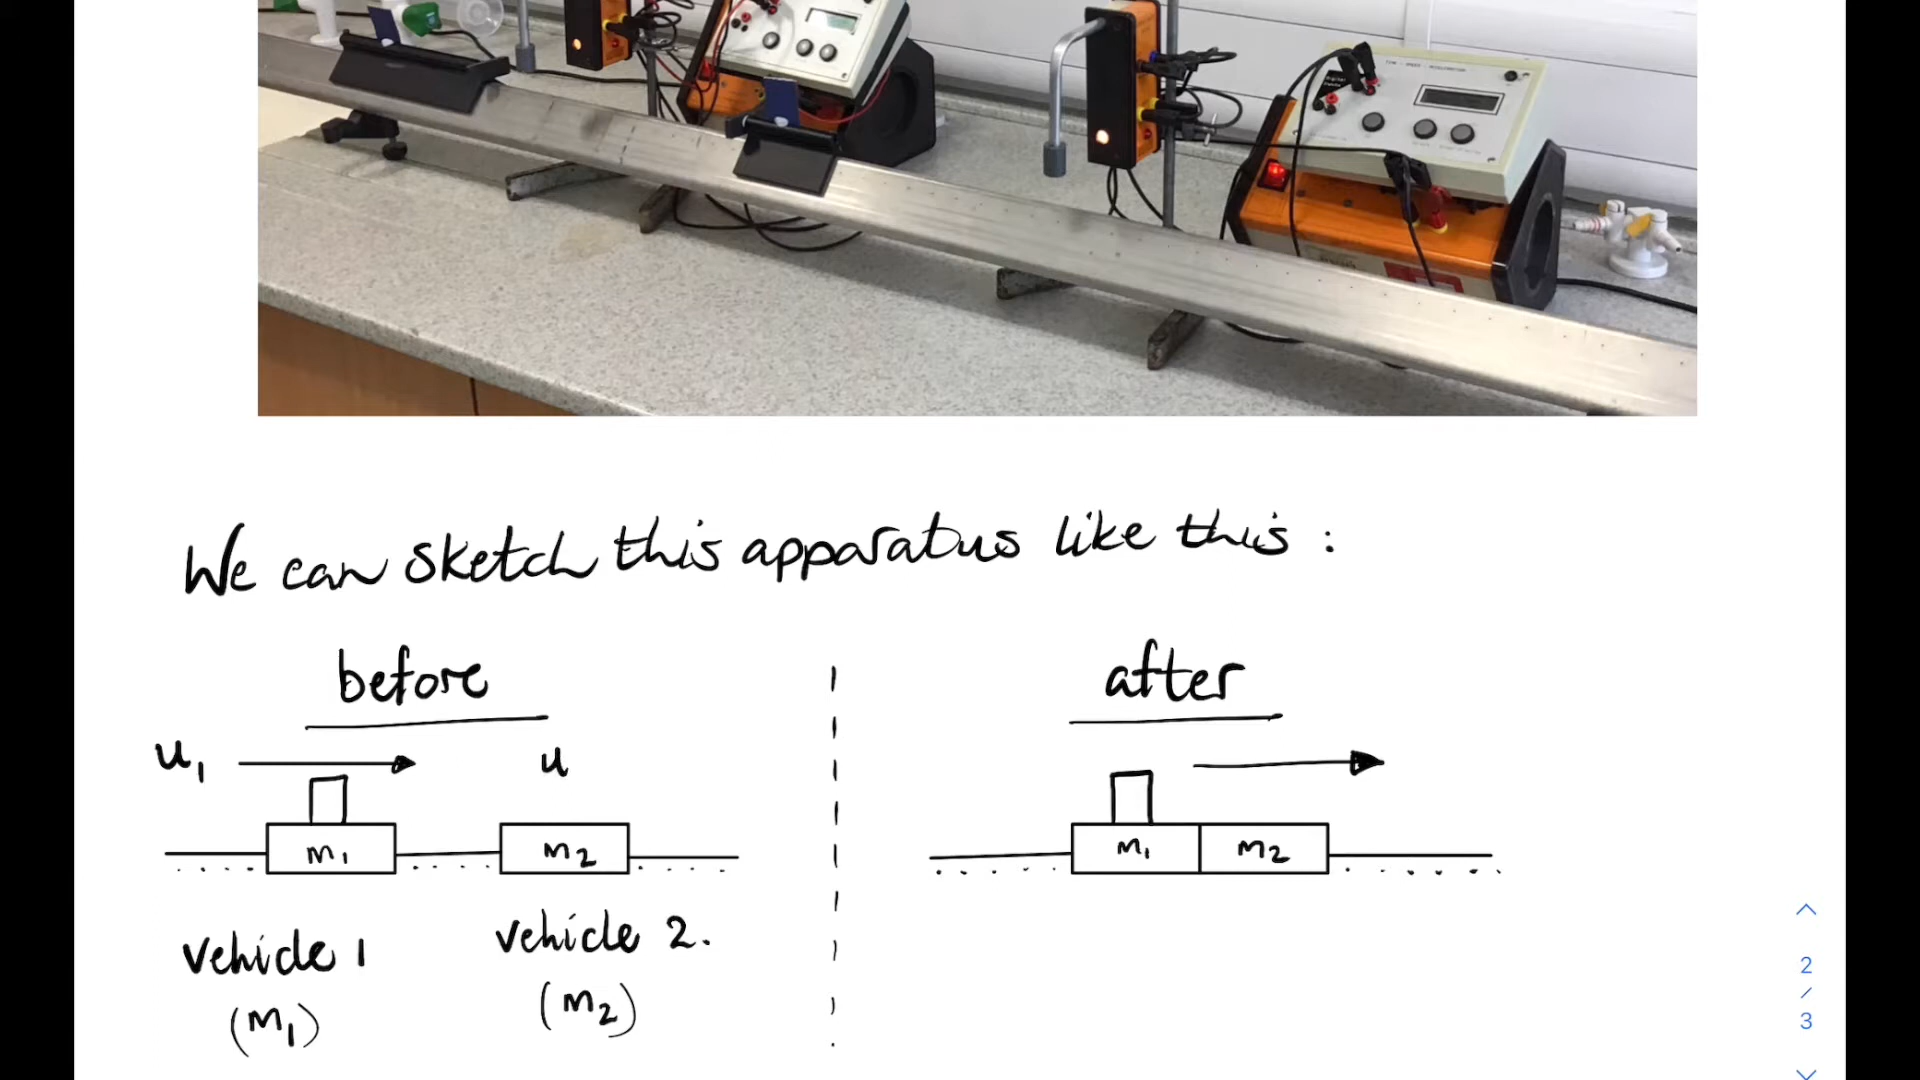 We can sketch this apparatus like this :
before
after
u₁
u
m₁
m₂
m₁
m₂
vehicle 1
vehicle 2.
(m₁)
(m₂)
2
/
3